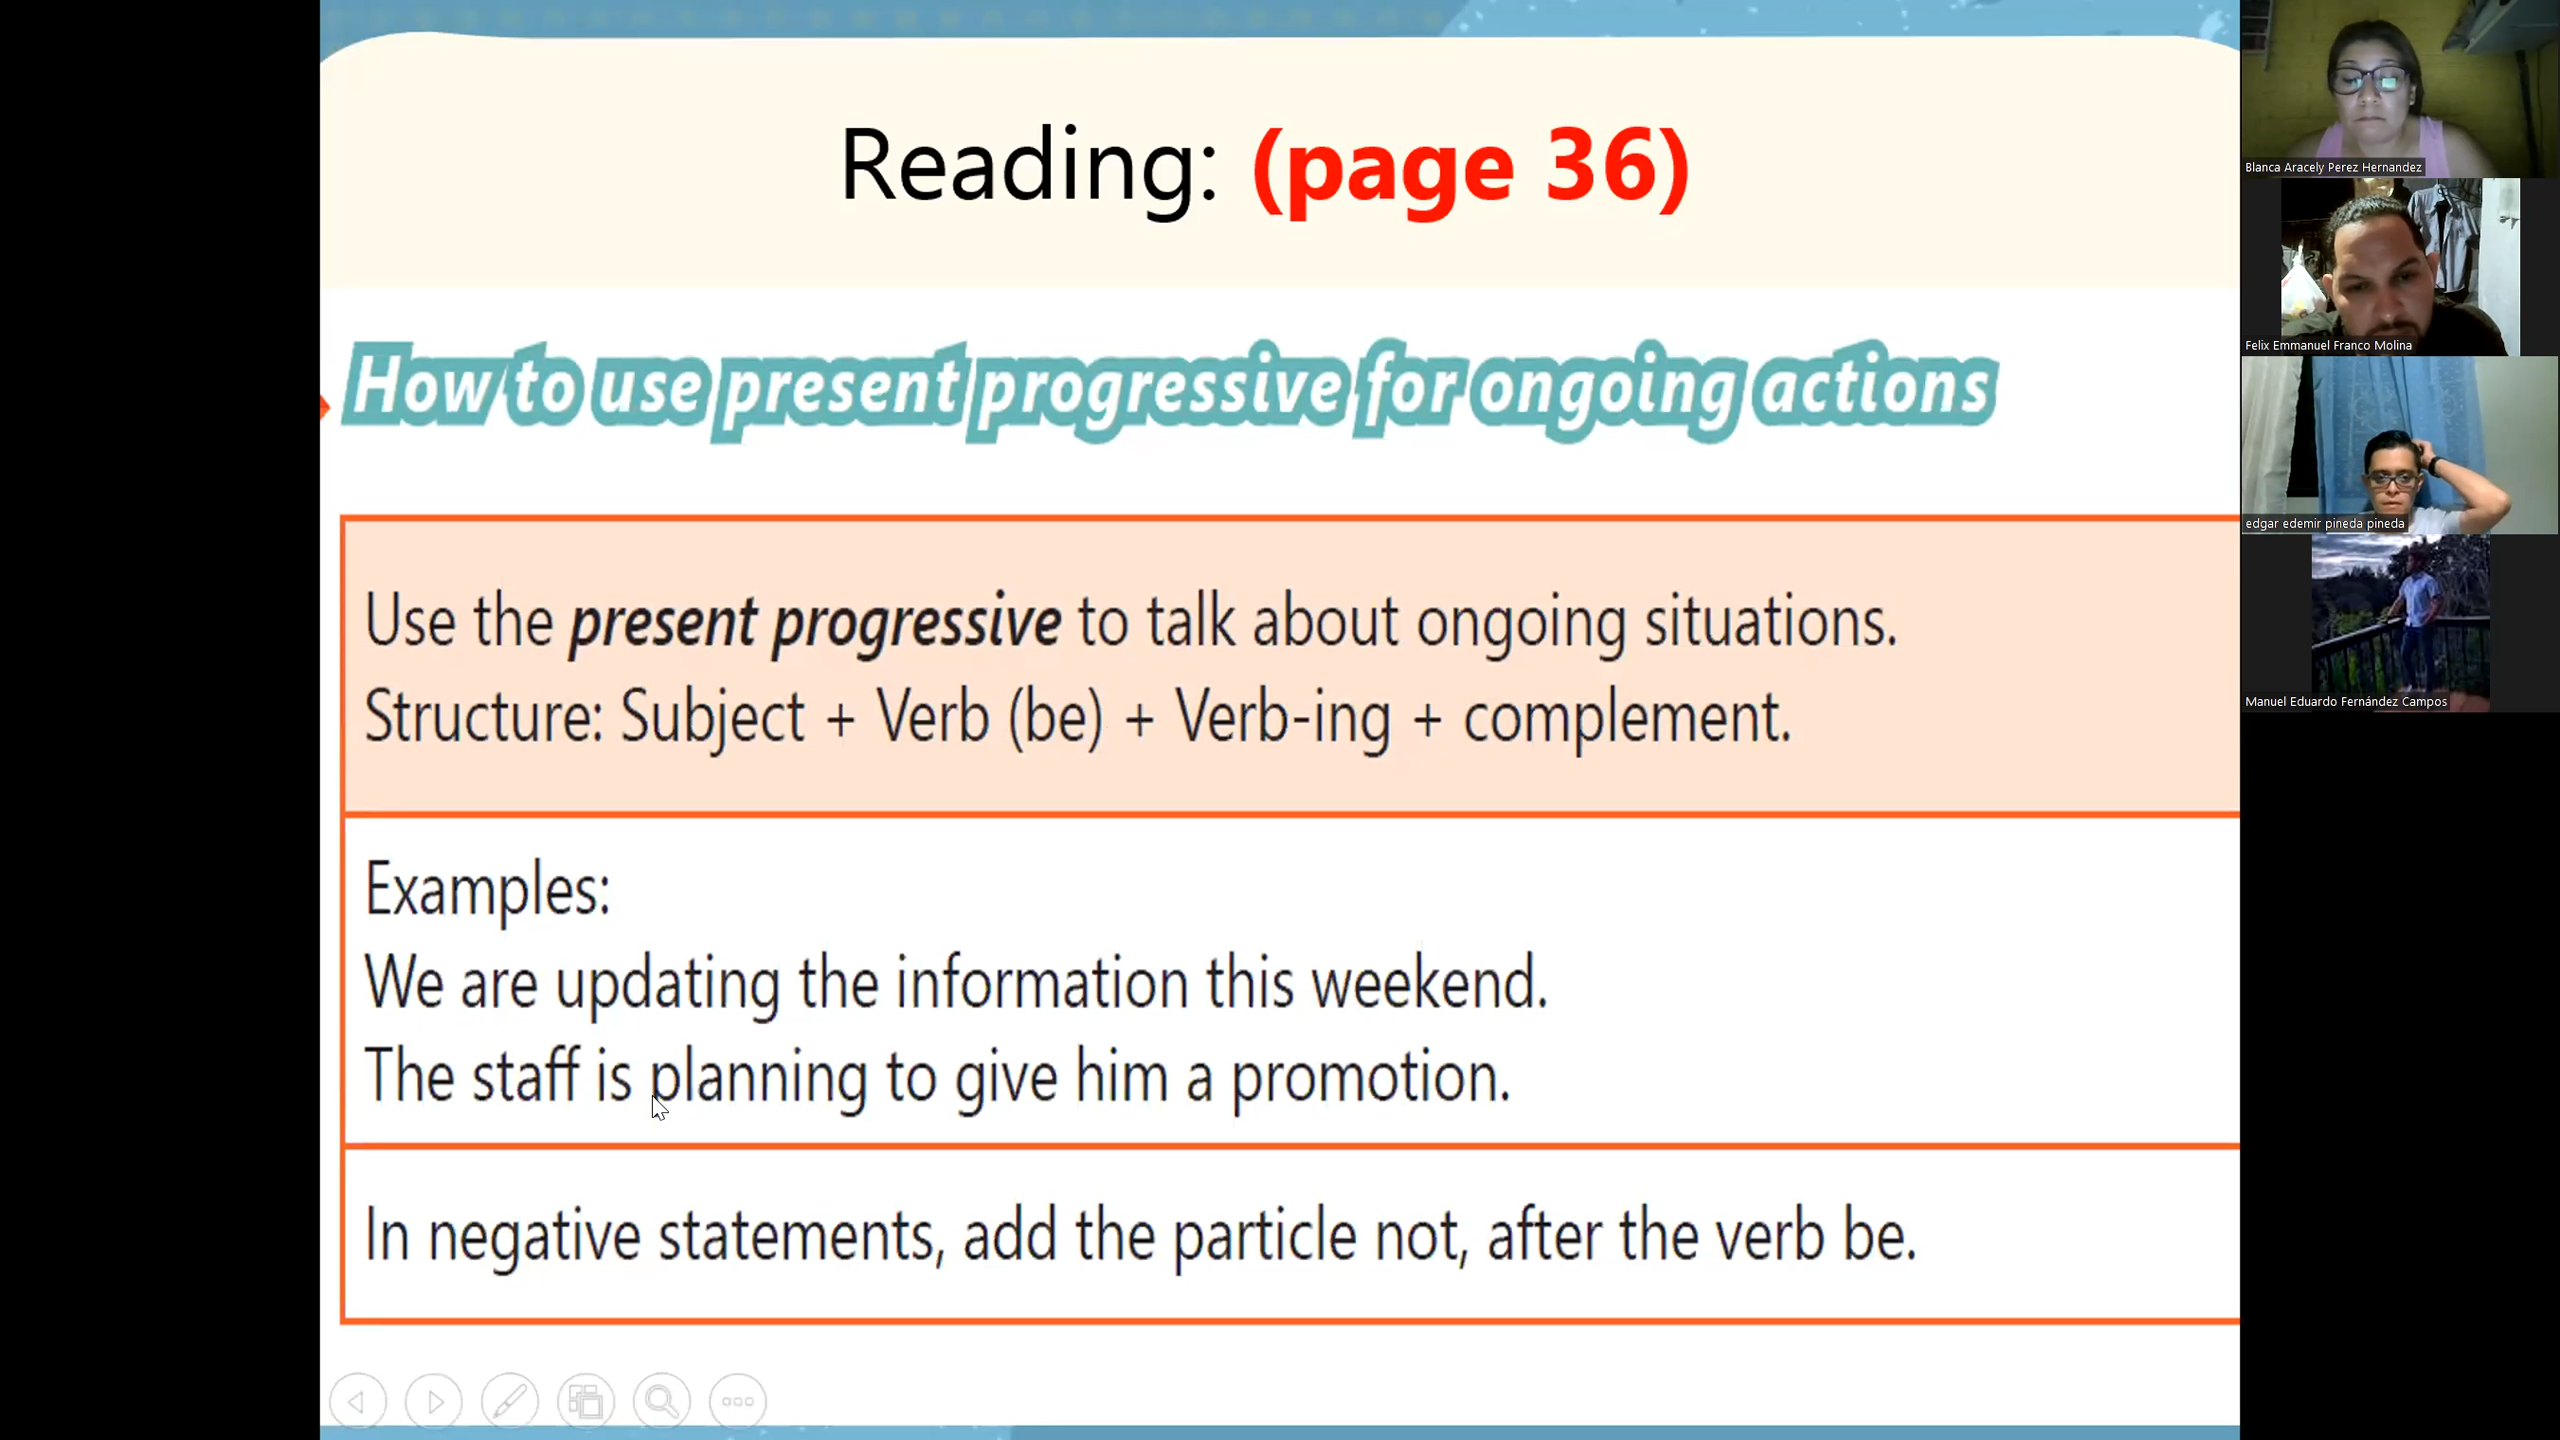 Reading: (page 36)
How to use present progressive for ongoing actions
Use the present progressive to talk about ongoing situations.
Structure: Subject + Verb (be) + Verb-ing + complement.
Examples:
We are updating the information this weekend.
The staff is planning to give him a promotion.
In negative statements, add the particle not, after the verb be.
Blanca Aracely Perez Hernandez
Felix Emmanuel Franco Molina
edgar edemir pineda pineda
Manuel Eduardo Fernández Campos